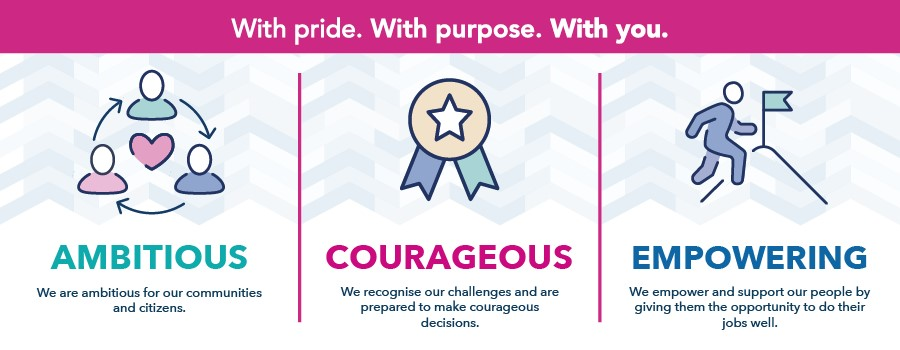 With pride. With purpose. With you.
AMBITIOUS
We are ambitious for our communities
and citizens.
COURAGEOUS
We recognise our challenges and are
prepared to make courageous
decisions.
EMPOWERING
We empower and support our people by
giving them the opportunity to do their
jobs well.